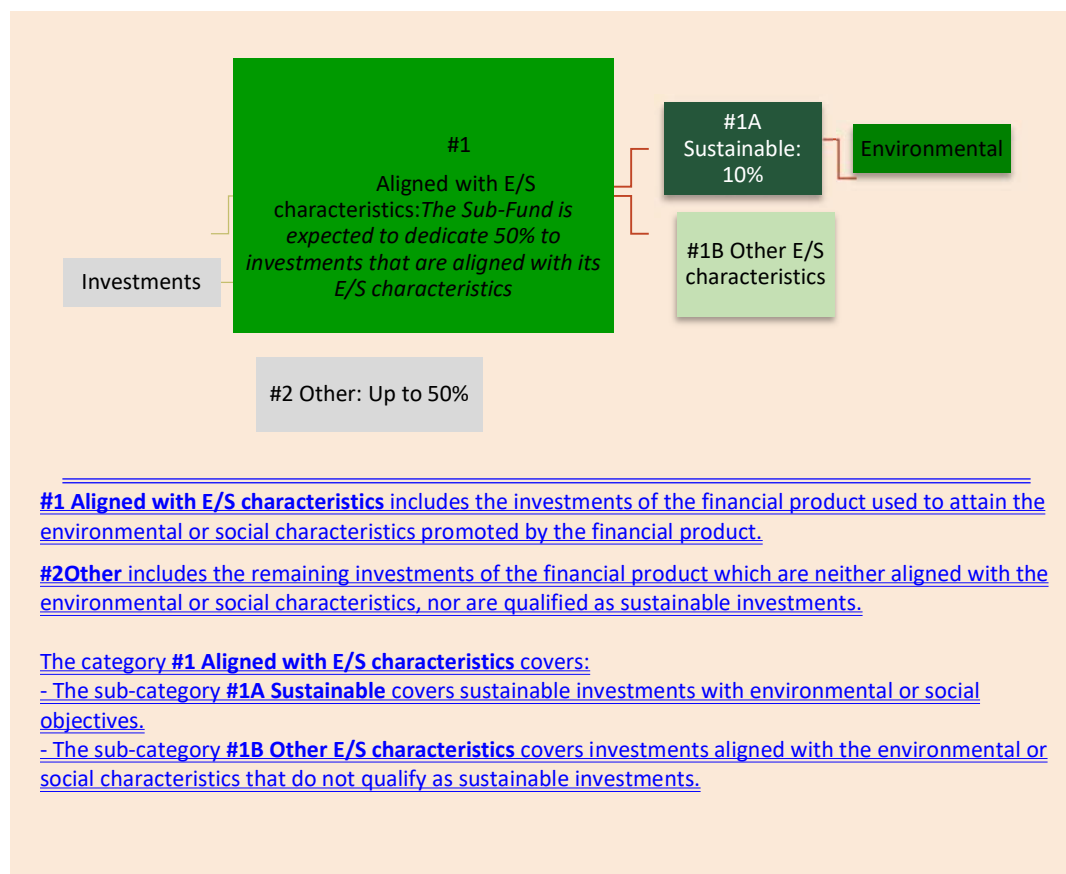 Investments
#1
Aligned with E/S
characteristics:The Sub-Fund is
expected to dedicate 50% to
investments that are aligned with its
E/S characteristics
#1A
Sustainable:
10%
Environmental
#1B Other E/S
characteristics
#2 Other: Up to 50%
#1 Aligned with E/S characteristics includes the investments of the financial product used to attain the
environmental or social characteristics promoted by the financial product.
#2Other includes the remaining investments of the financial product which are neither aligned with the
environmental or social characteristics, nor are qualified as sustainable investments.
The category #1 Aligned with E/S characteristics covers:
- The sub-category #1A Sustainable covers sustainable investments with environmental or social
objectives.
- The sub-category #1B Other E/S characteristics covers investments aligned with the environmental or
social characteristics that do not qualify as sustainable investments.